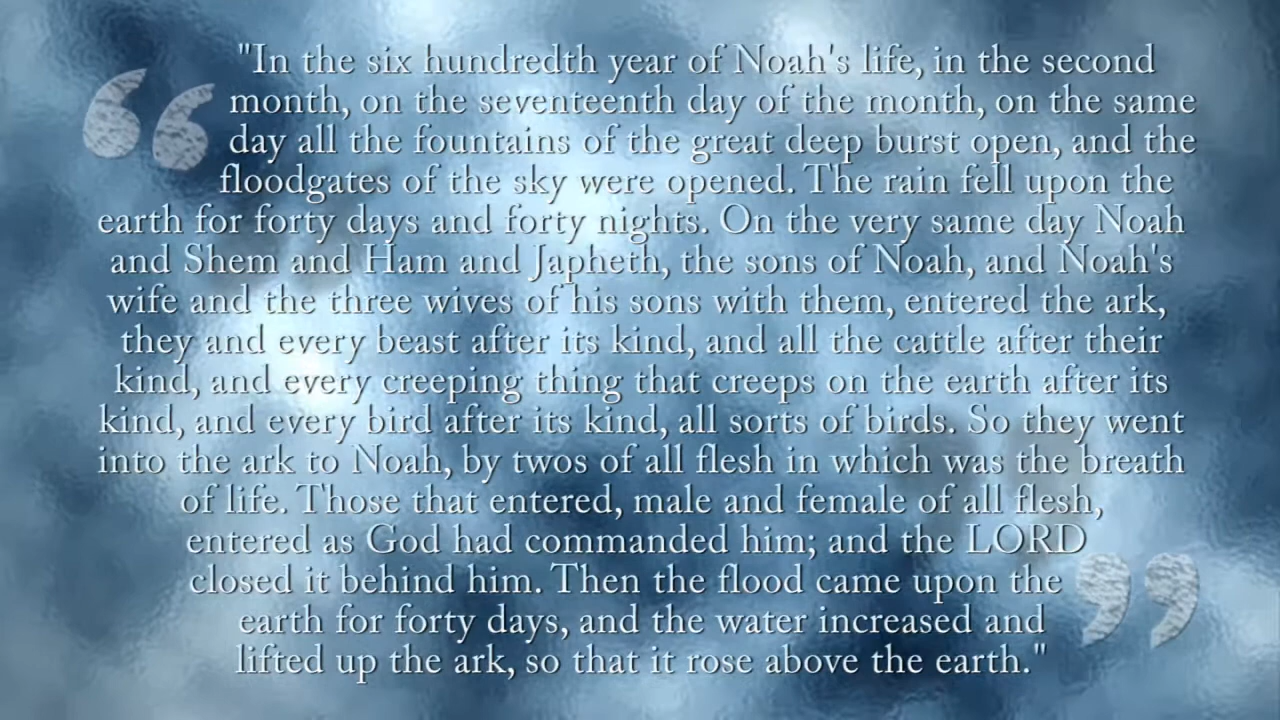 "In the six hundredth year of Noah's life, in the second
month, on the seventeenth day of the month, on the same
day all the fountains of the great deep burst open, and the
floodgates of the sky were opened. The rain fell upon the
earth for forty days and forty nights. On the very same day Noah
and Shem and Ham and Japheth, the sons of Noah, and Noah's
wife and the three wives of his sons with them, entered the ark,
they and every beast after its kind, and all the cattle after their
kind, and every creeping thing that creeps on the earth after its
kind, and every bird after its kind, all sorts of birds. So they went
into the ark to Noah, by twos of all flesh in which was the breath
of life. Those that entered, male and female of all flesh,
entered as God had commanded him; and the LORD
closed it behind him. Then the flood came upon the
earth for forty days, and the water increased and
lifted up the ark, so that it rose above the earth."